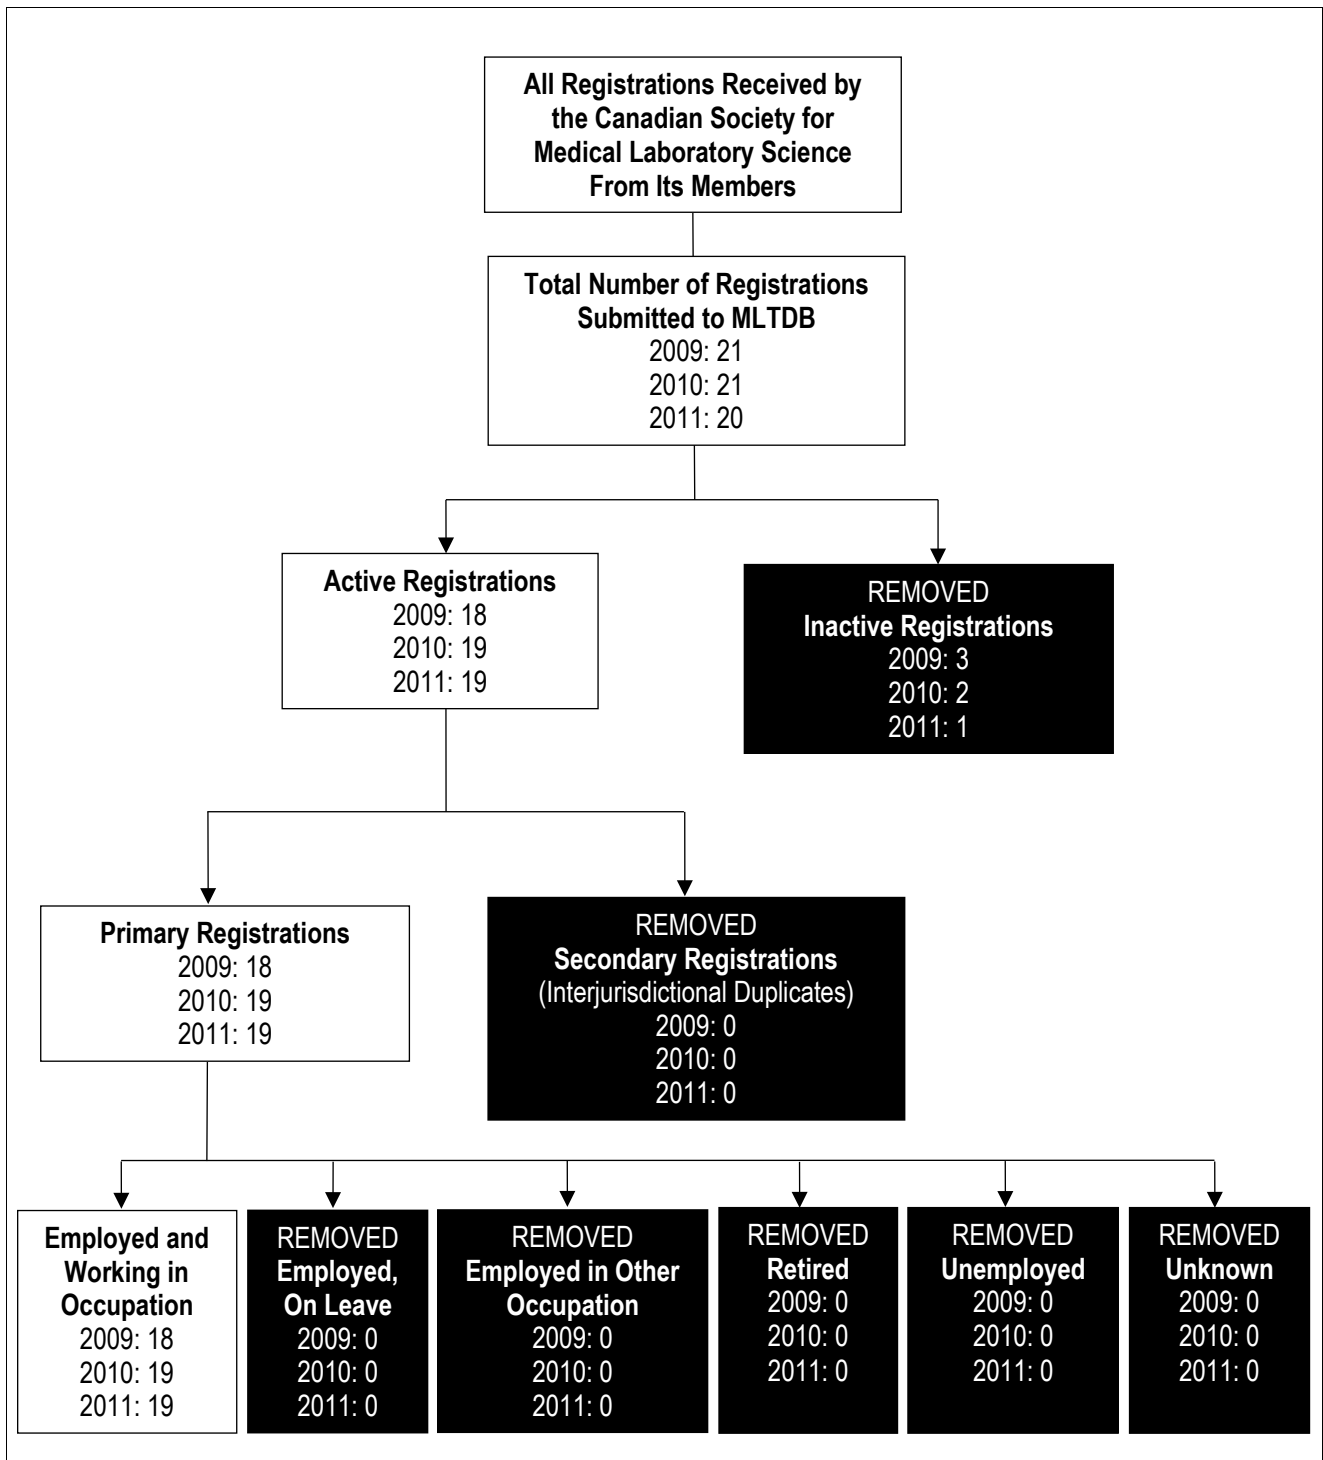 All Registrations Received by
the Canadian Society for
Medical Laboratory Science
From Its Members
Total Number of Registrations
Submitted to MLTDB
2009: 21
2010: 21
2011: 20
Active Registrations
2009: 18
2010: 19
2011: 19
REMOVED
Inactive Registrations
2009: 3
2010: 2
2011: 1
Primary Registrations
2009: 18
2010: 19
2011: 19
REMOVED
Secondary Registrations
(Interjurisdictional Duplicates)
2009: 0
2010: 0
2011: 0
Employed and
Working in
Occupation
2009: 18
2010: 19
2011: 19
REMOVED
Employed,
On Leave
2009: 0
2010: 0
2011: 0
REMOVED
Employed in Other
Occupation
2009: 0
2010: 0
2011: 0
REMOVED
Retired
2009: 0
2010: 0
2011: 0
REMOVED
Unemployed
2009: 0
2010: 0
2011: 0
REMOVED
Unknown
2009: 0
2010: 0
2011: 0